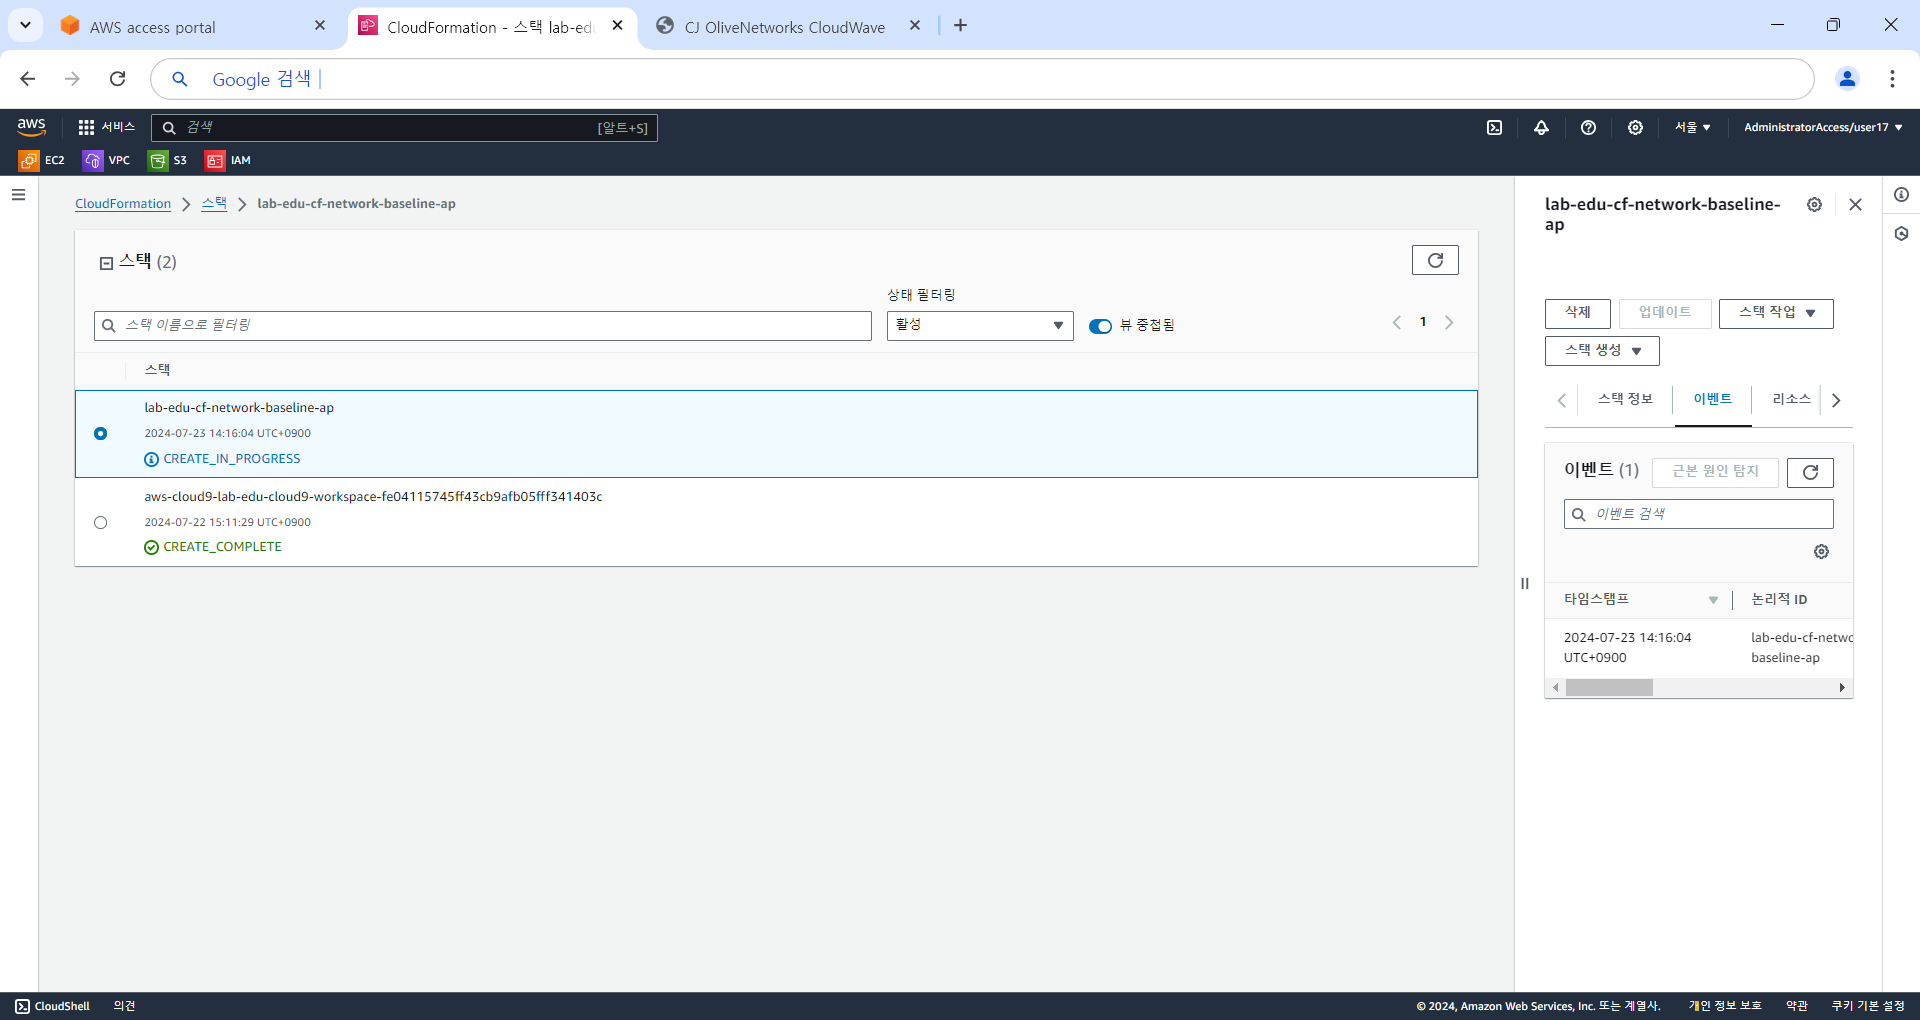 AWS access portal
CloudFormation - 스택 lab-edu
CJ OliveNetworks CloudWave
Google 검색
aws
서비스
검색
[알트+S]
서울
AdministratorAccess/user17
EC2
VPC
S3
IAM
CloudFormation
스택
lab-edu-cf-network-baseline-ap
스택 (2)
상태 필터링
스택 이름으로 필터링
활성
뷰 중첩됨
1
스택
lab-edu-cf-network-baseline-ap
2024-07-23 14:16:04 UTC+0900
CREATE_IN_PROGRESS
aws-cloud9-lab-edu-cloud9-workspace-fe04115745ff43cb9afb05fff341403c
2024-07-22 15:11:29 UTC+0900
CREATE_COMPLETE
lab-edu-cf-network-baseline-
ap
삭제
업데이트
스택 작업
스택 생성
스택 정보
이벤트
리소스
이벤트 (1)
근본 원인 탐지
이벤트 검색
타임스탬프
논리적 ID
2024-07-23 14:16:04
UTC+0900
lab-edu-cf-netwo
baseline-ap
CloudShell
의견
© 2024, Amazon Web Services, Inc. 또는 계열사.
개인 정보 보호
약관
쿠키 기본 설정